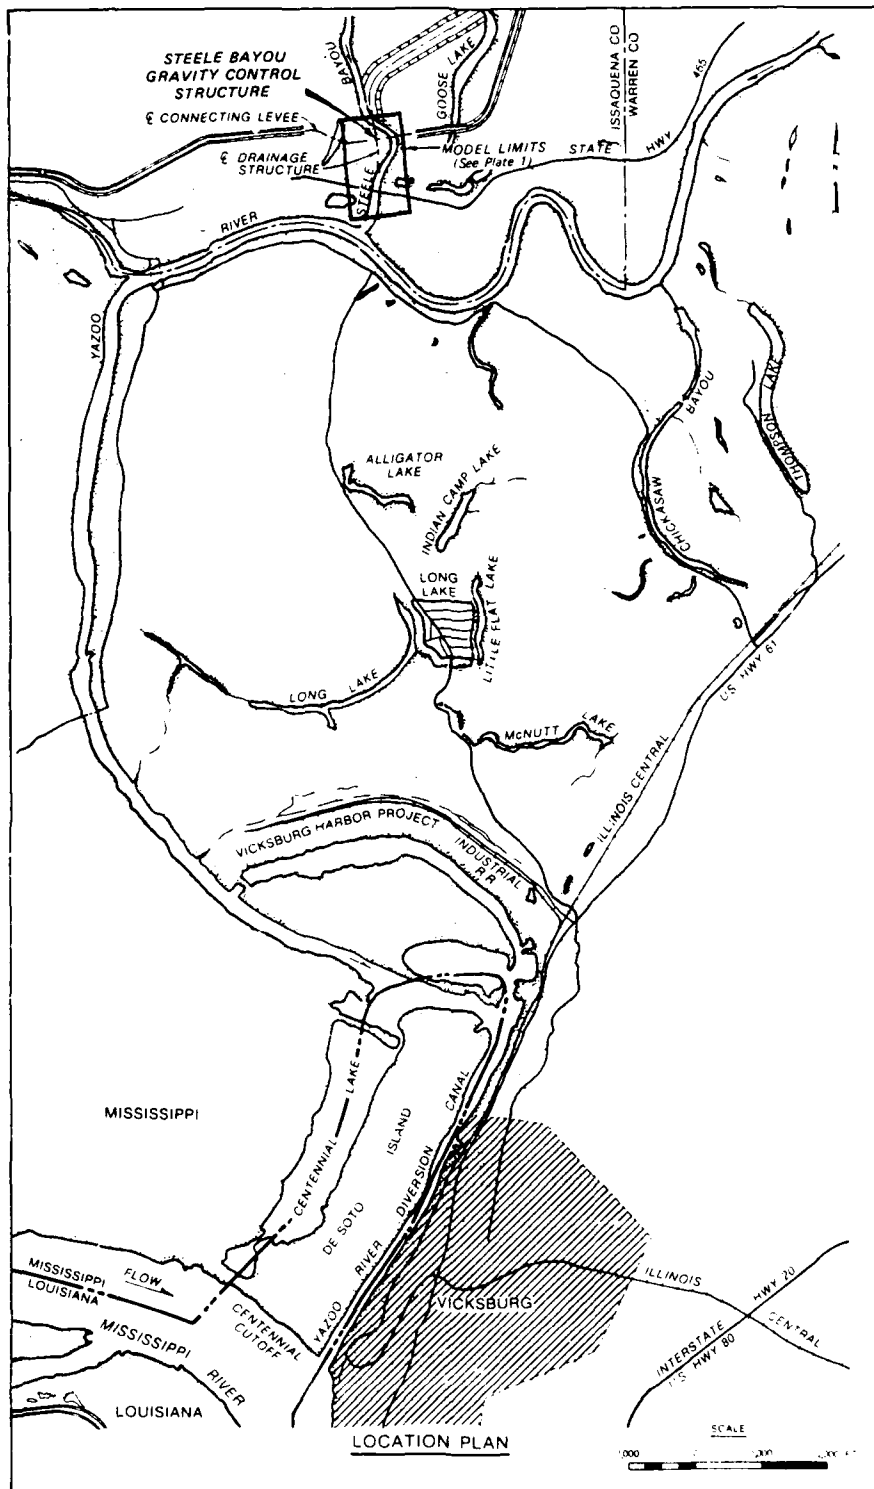 STEELE BAYOU
GRAVITY CONTROL
STRUCTURE
BAYOU
GOOSE LAKE
ISSAQUENA CO
WARREN CO
465
℄ CONNECTING LEVEE
℄ DRAINAGE
STRUCTURE
MODEL LIMITS
(See Plate 1)
STATE HWY
STEELE
RIVER
YAZOO
BAYOU
THOMPSON LAKE
ALLIGATOR
LAKE
INDIAN CAMP LAKE
CHICKASAW
LONG
LAKE
LITTLE FLAT LAKE
LONG LAKE
McNUTT LAKE
U.S. HWY 61
ILLINOIS CENTRAL
VICKSBURG HARBOR PROJECT
INDUSTRIAL
R R
MISSISSIPPI
CENTENNIAL LAKE
DE SOTO ISLAND
YAZOO RIVER DIVERSION CANAL
MISSISSIPPI
LOUISIANA
FLOW
CENTENNIAL
CUTOFF
MISSISSIPPI RIVER
VICKSBURG
ILLINOIS CENTRAL
INTERSTATE HWY 20
U.S. HWY 80
LOUISIANA
LOCATION PLAN
SCALE